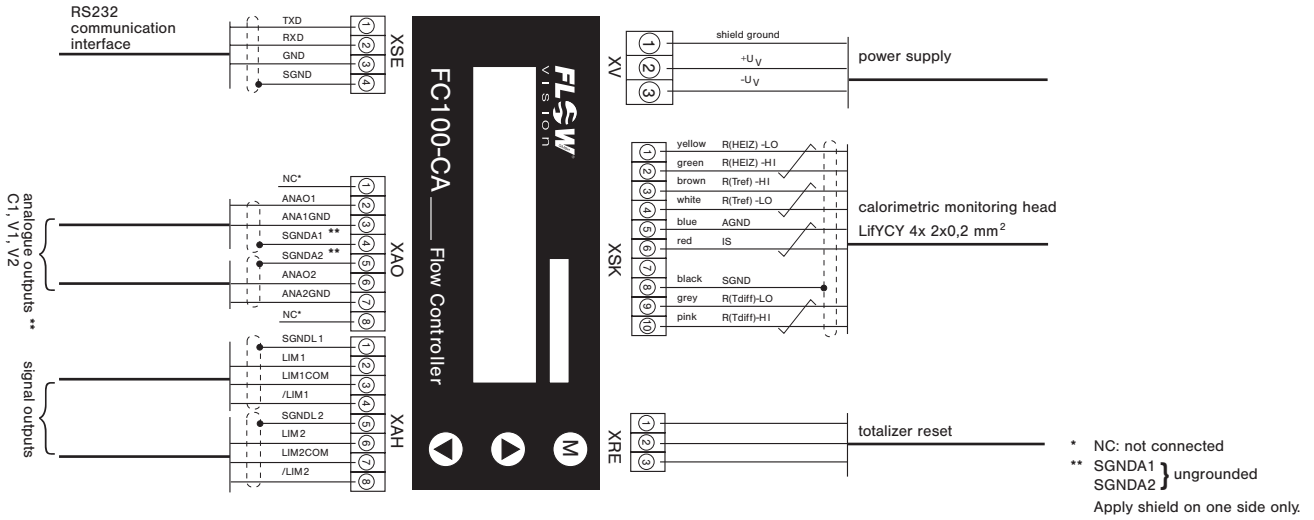 RS232
communication
interface
TXD
RXD
GND
SGND
1
2
3
4
XSE
analogue outputs **
C1, V1, V2
NC*
ANAO1
ANA1GND
SGNDA1 **
SGNDA2 **
ANAO2
ANA2GND
NC*
1
2
3
4
5
6
7
8
XAO
signal outputs
SGNDL1
LIM1
LIM1COM
/LIM1
SGNDL2
LIM2
LIM2COM
/LIM2
1
2
3
4
5
6
7
8
XAH
FLOW
VISION
FC100-CA ___ Flow Controller
M
XV
1
2
3
shield ground
+UV
-UV
power supply
XSK
1
2
3
4
5
6
7
8
9
10
yellow R(HEIZ) -LO
green R(HEIZ) -HI
brown R(Tref) -HI
white R(Tref) -LO
blue AGND
red IS
black SGND
grey R(Tdiff)-LO
pink R(Tdiff)-HI
calorimetric monitoring head
LifYCY 4x 2x0,2 mm²
XRE
1
2
3
totalizer reset
* NC: not connected
** SGNDA1 } ungrounded
SGNDA2
Apply shield on one side only.